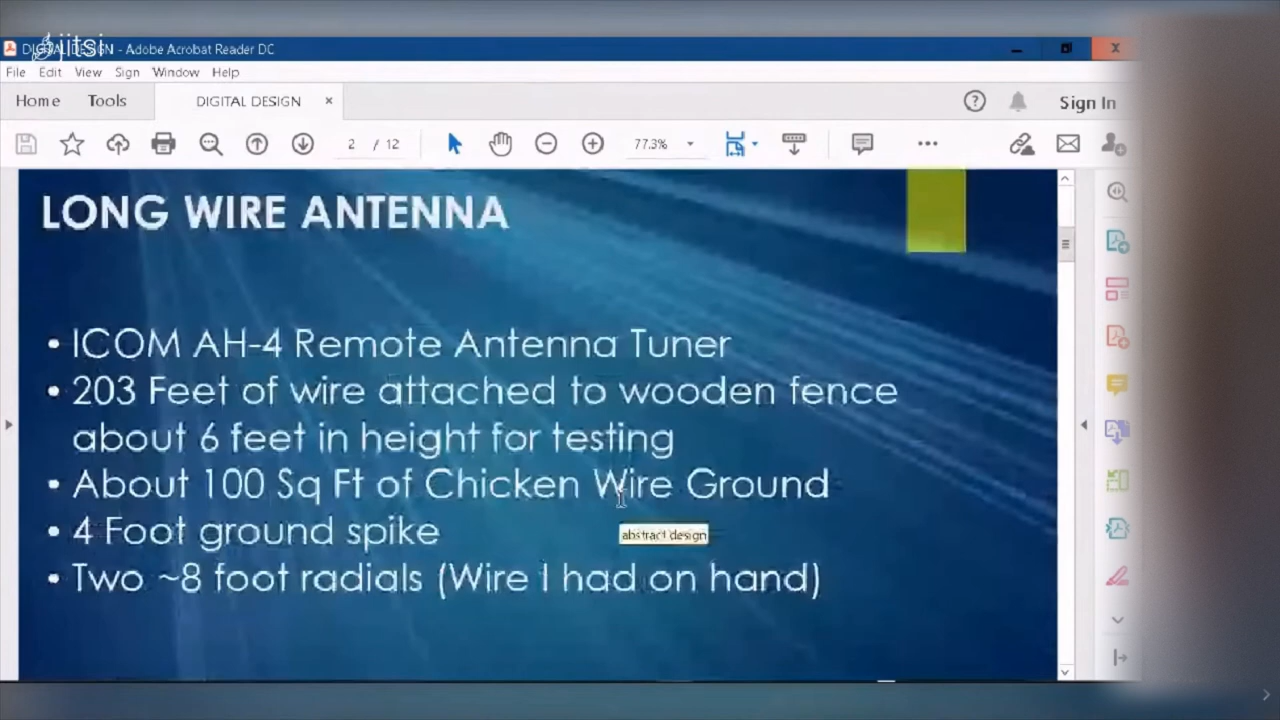 jitsi
DIGITAL DESIGN - Adobe Acrobat Reader DC
File Edit View Sign Window Help
Home Tools DIGITAL DESIGN × Sign In
2 / 12 77.3%
LONG WIRE ANTENNA
• ICOM AH-4 Remote Antenna Tuner
• 203 Feet of wire attached to wooden fence
about 6 feet in height for testing
• About 100 Sq Ft of Chicken Wire Ground
• 4 Foot ground spike
abstract design
• Two ~8 foot radials (Wire I had on hand)